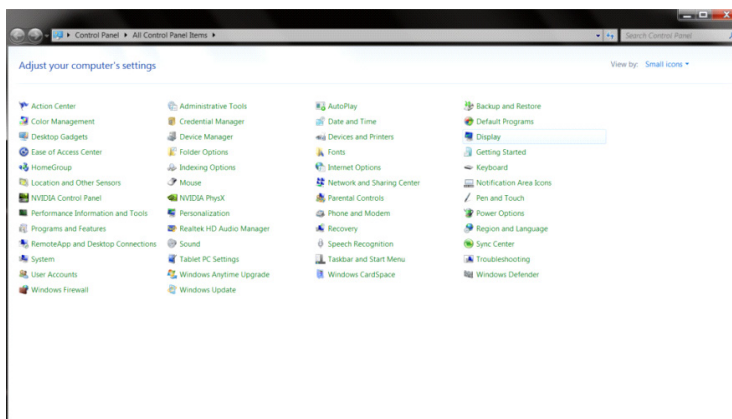 Control Panel ▸ All Control Panel Items ▸
Search Control Panel
Adjust your computer's settings
View by: Small icons
Action Center
Administrative Tools
AutoPlay
Backup and Restore
Color Management
Credential Manager
Date and Time
Default Programs
Desktop Gadgets
Device Manager
Devices and Printers
Display
Ease of Access Center
Folder Options
Fonts
Getting Started
HomeGroup
Indexing Options
Internet Options
Keyboard
Location and Other Sensors
Mouse
Network and Sharing Center
Notification Area Icons
NVIDIA Control Panel
NVIDIA PhysX
Parental Controls
Pen and Touch
Performance Information and Tools
Personalization
Phone and Modem
Power Options
Programs and Features
Realtek HD Audio Manager
Recovery
Region and Language
RemoteApp and Desktop Connections
Sound
Speech Recognition
Sync Center
System
Tablet PC Settings
Taskbar and Start Menu
Troubleshooting
User Accounts
Windows Anytime Upgrade
Windows CardSpace
Windows Defender
Windows Firewall
Windows Update